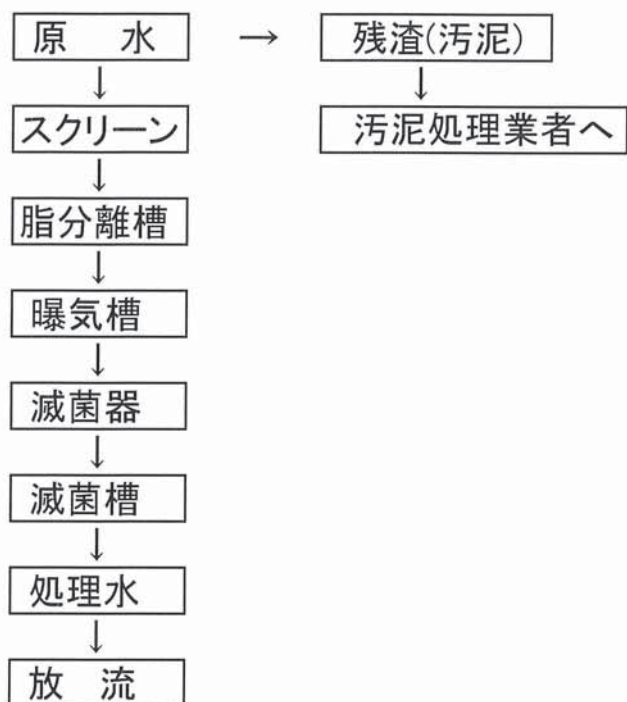 原　水 → 残渣(汚泥)
↓ ↓
スクリーン 汚泥処理業者へ
↓
脂分離槽
↓
曝気槽
↓
滅菌器
↓
滅菌槽
↓
処理水
↓
放　流